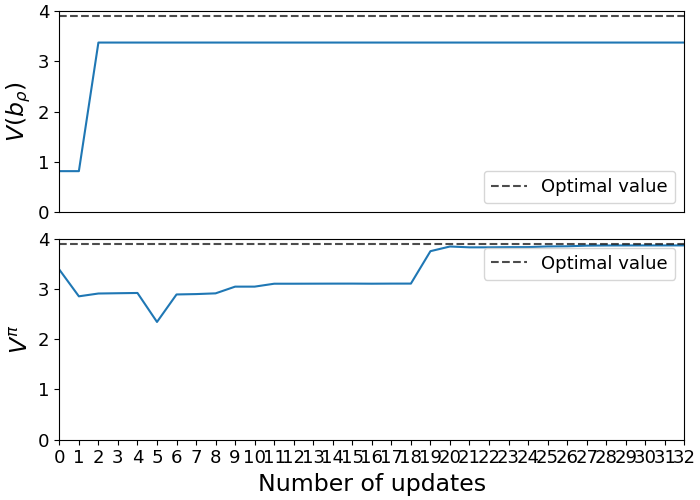 4
3
2
1
0
V(b_ρ)
Optimal value
4
3
2
1
0
V^π
Optimal value
0 1 2 3 4 5 6 7 8 9 10 11 12 13 14 15 16 17 18 19 20 21 22 23 24 25 26 27 28 29 30 31 32
Number of updates